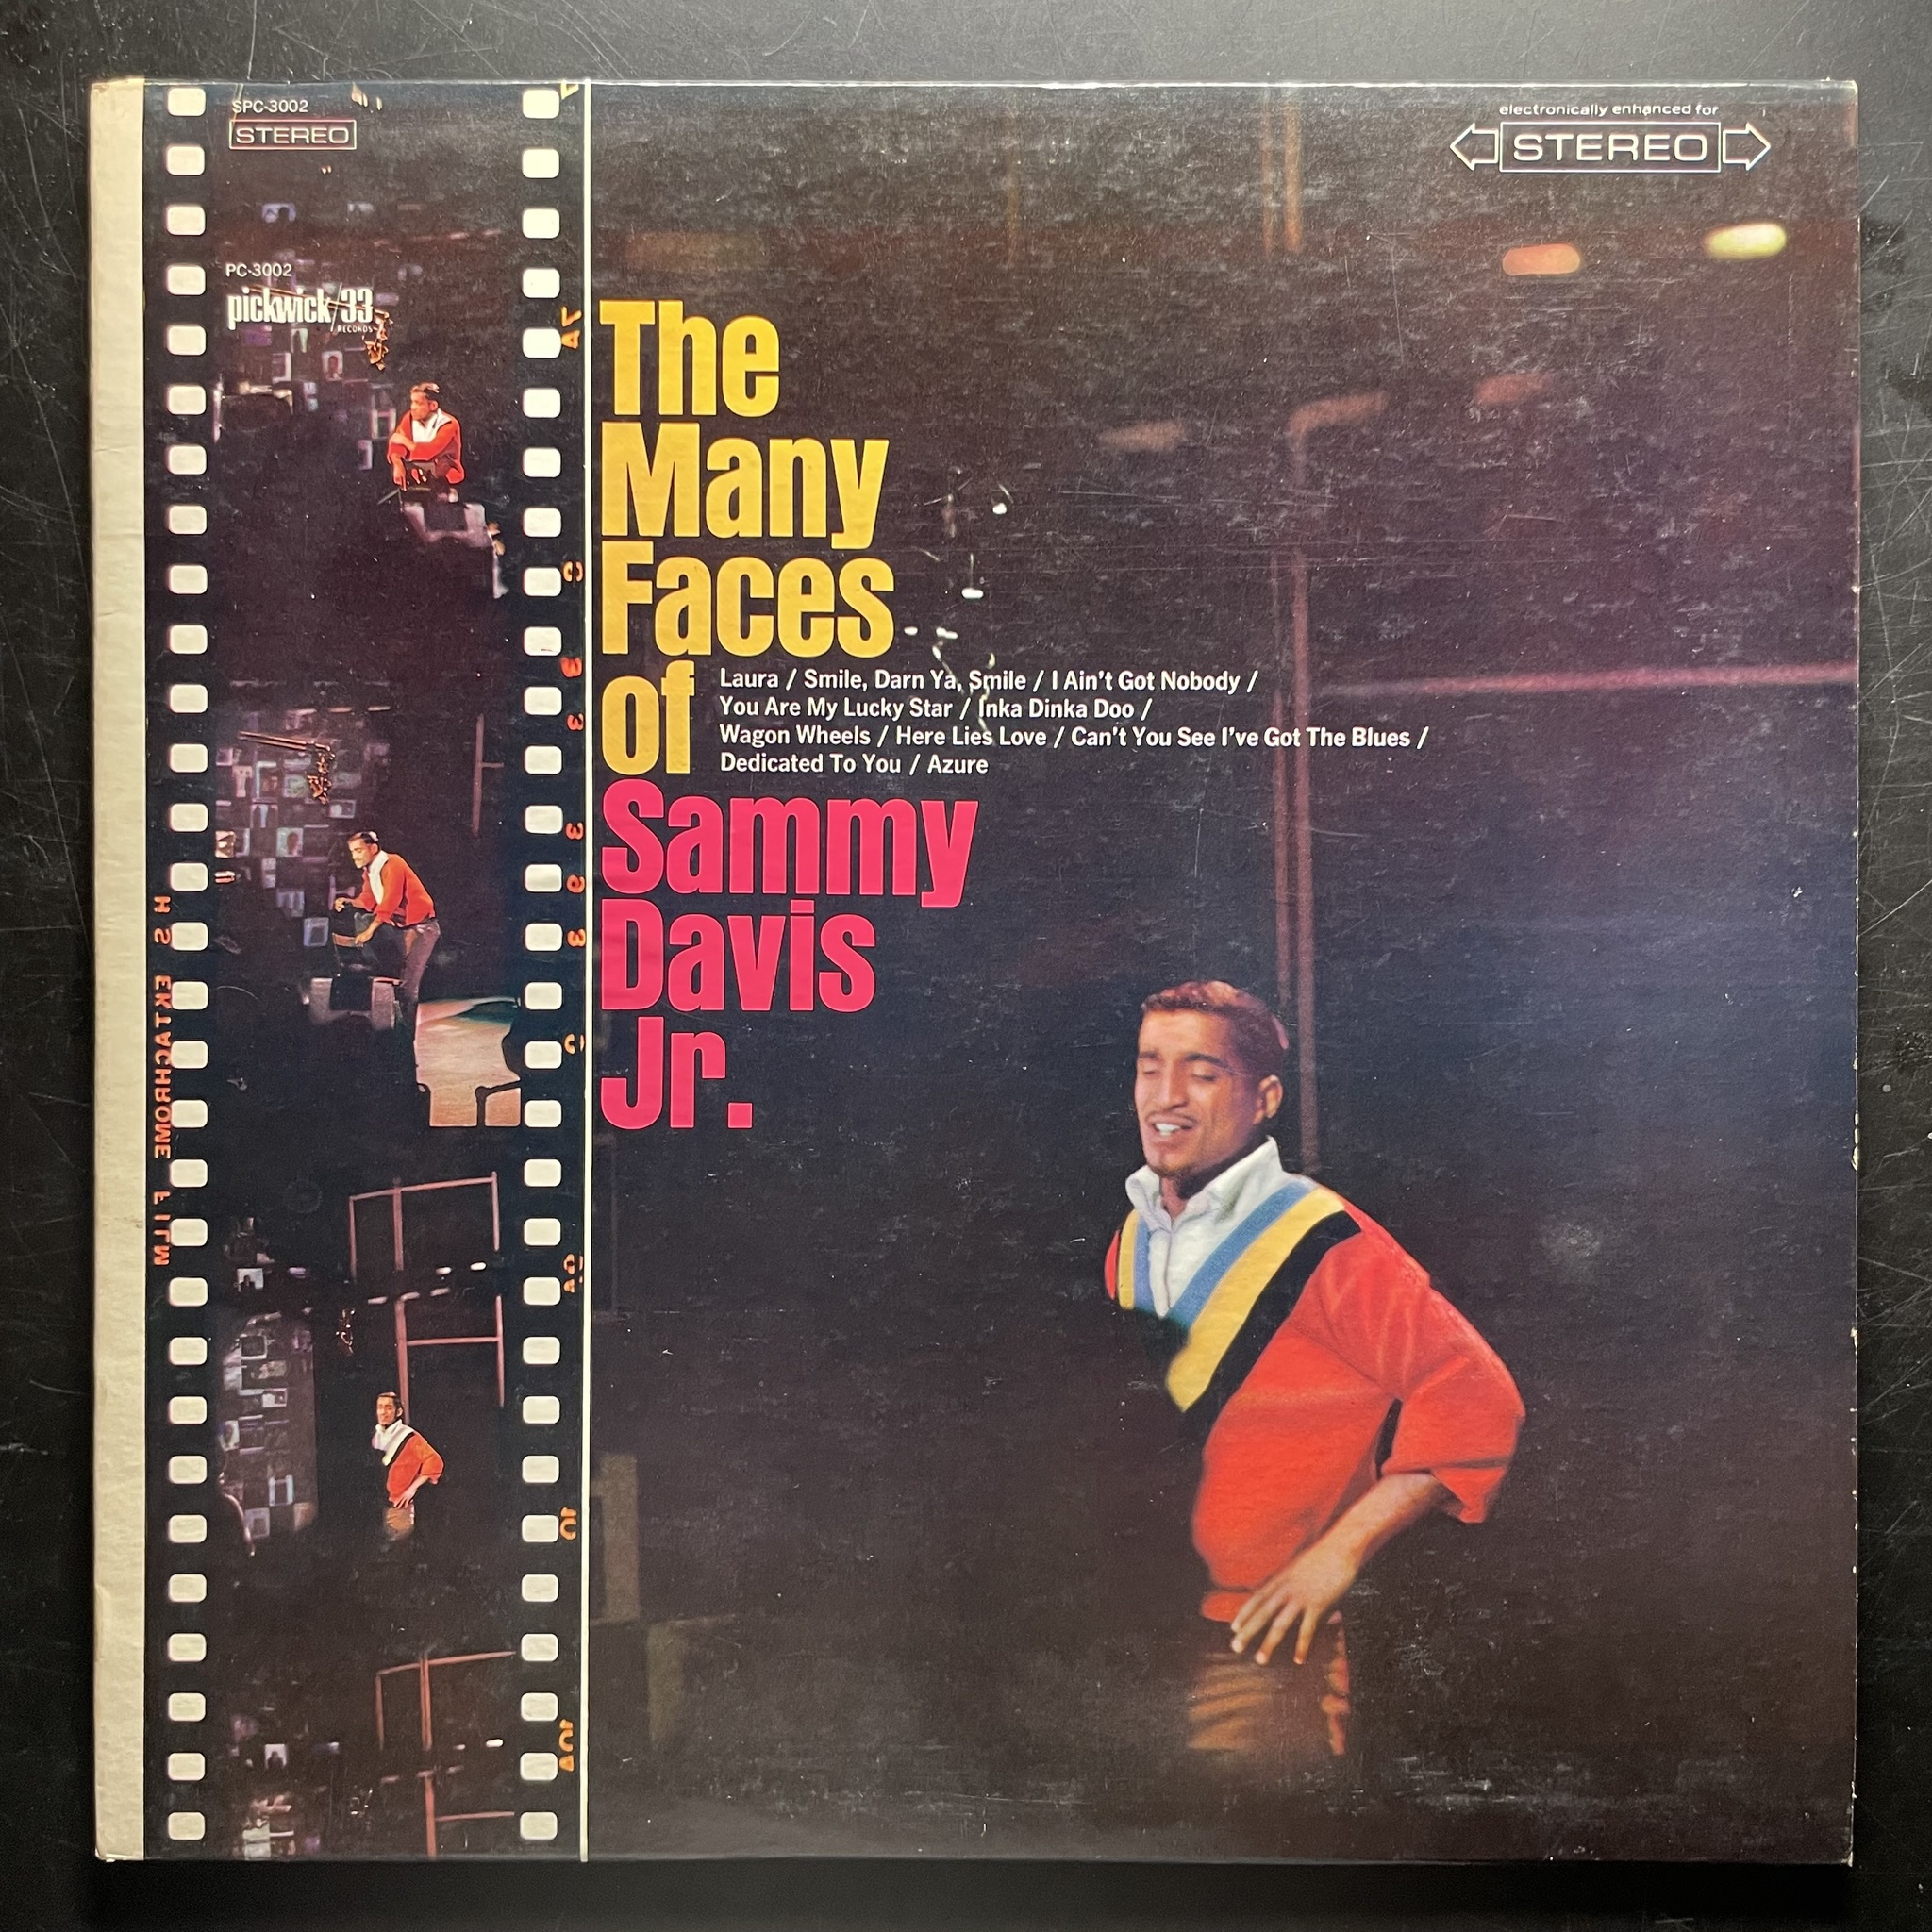 SPC-3002
STEREO
electronically enhanced for
STEREO
PC-3002
pickwick/33
RECORDS
The
Many
Faces
of
Laura / Smile, Darn Ya, Smile / I Ain't Got Nobody /
You Are My Lucky Star / Inka Dinka Doo /
Wagon Wheels / Here Lies Love / Can't You See I've Got The Blues /
Dedicated To You / Azure
Sammy
Davis
Jr.
H S EKTACHROME FILM